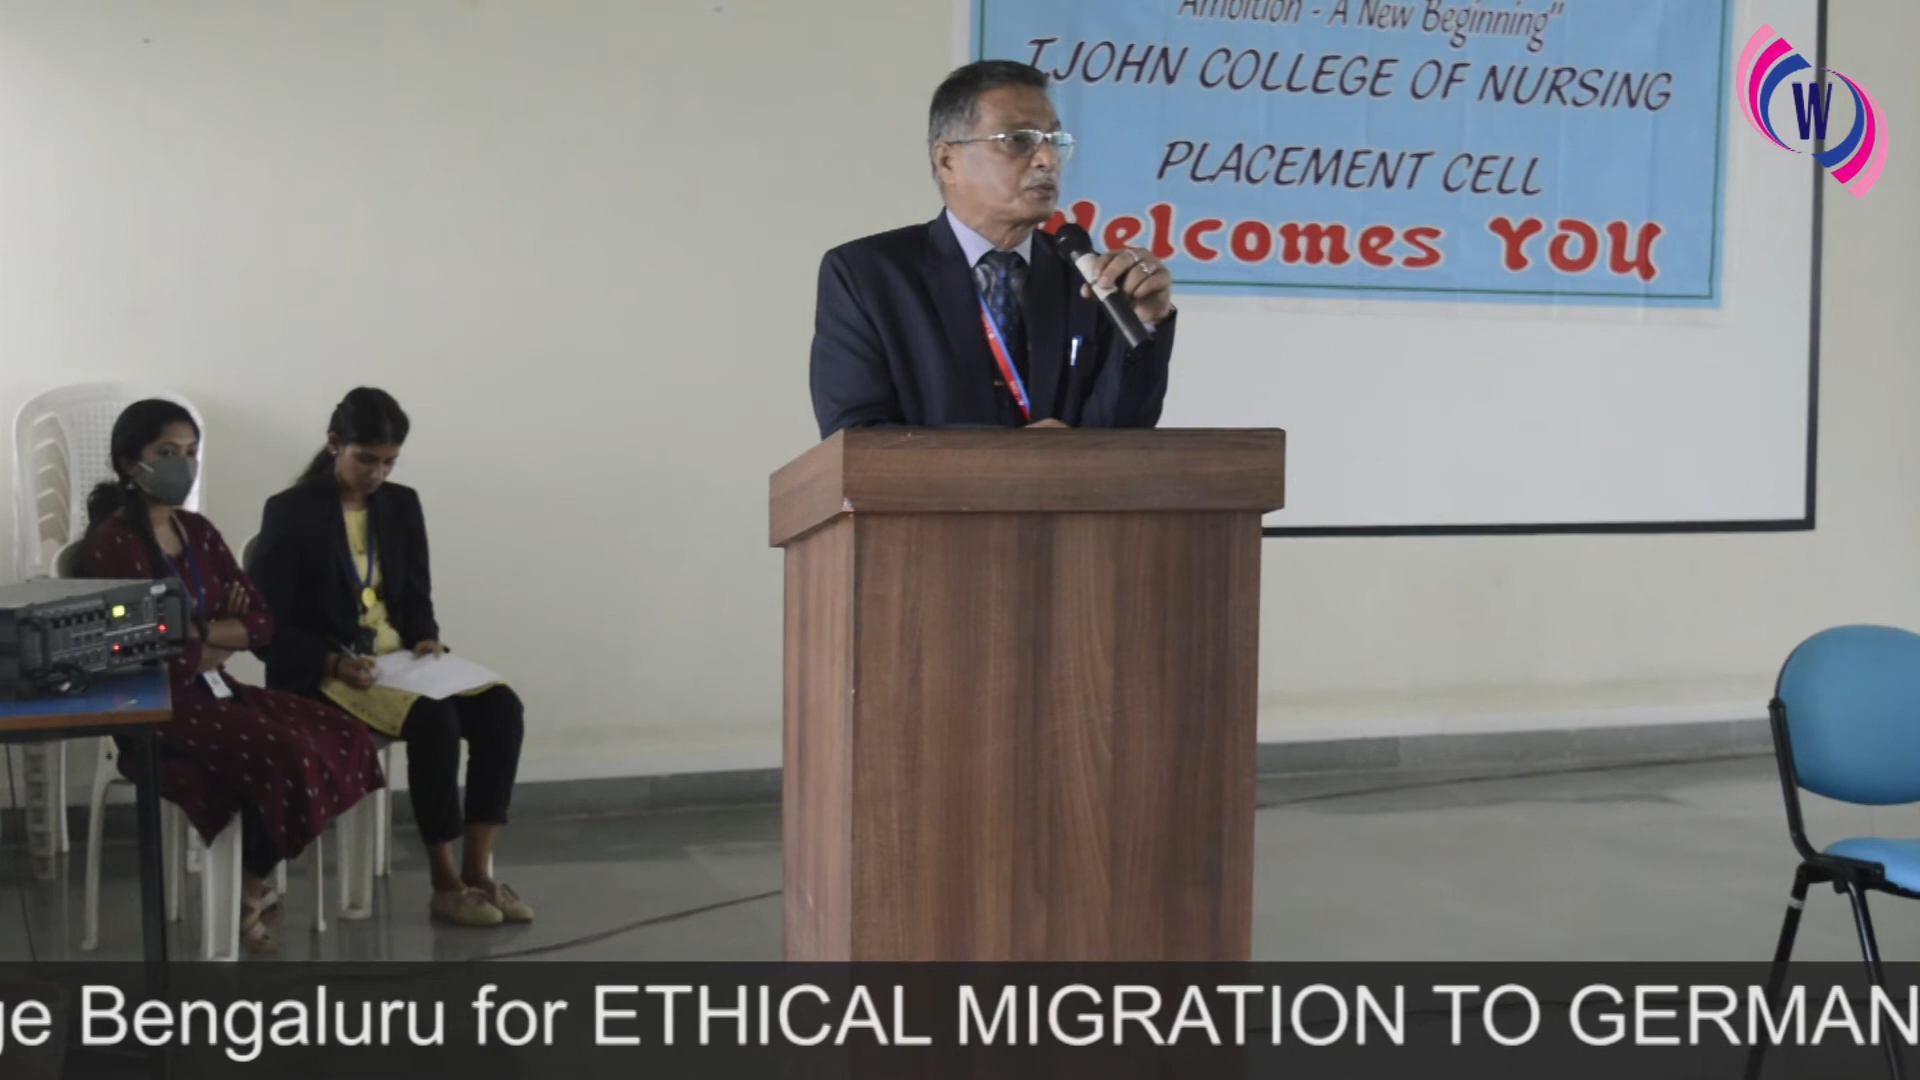 Ambition - A New Beginning"
T.JOHN COLLEGE OF NURSING
PLACEMENT CELL
Welcomes YOU
W
ge Bengaluru for ETHICAL MIGRATION TO GERMAN